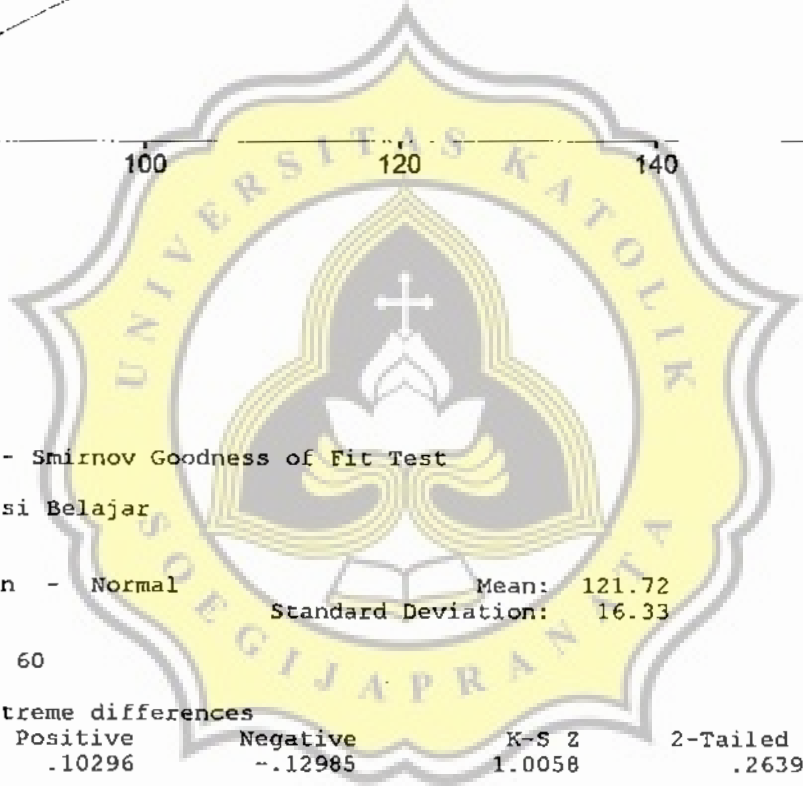 100 120 140
UNIVERSITAS KATOLIK
SOEGIJAPRANATA
- Smirnov Goodness of Fit Test
si Belajar
n - Normal Mean: 121.72
Standard Deviation: 16.33
60
treme differences
Positive Negative K-S Z 2-Tailed
.10296 -.12985 1.0058 .2639